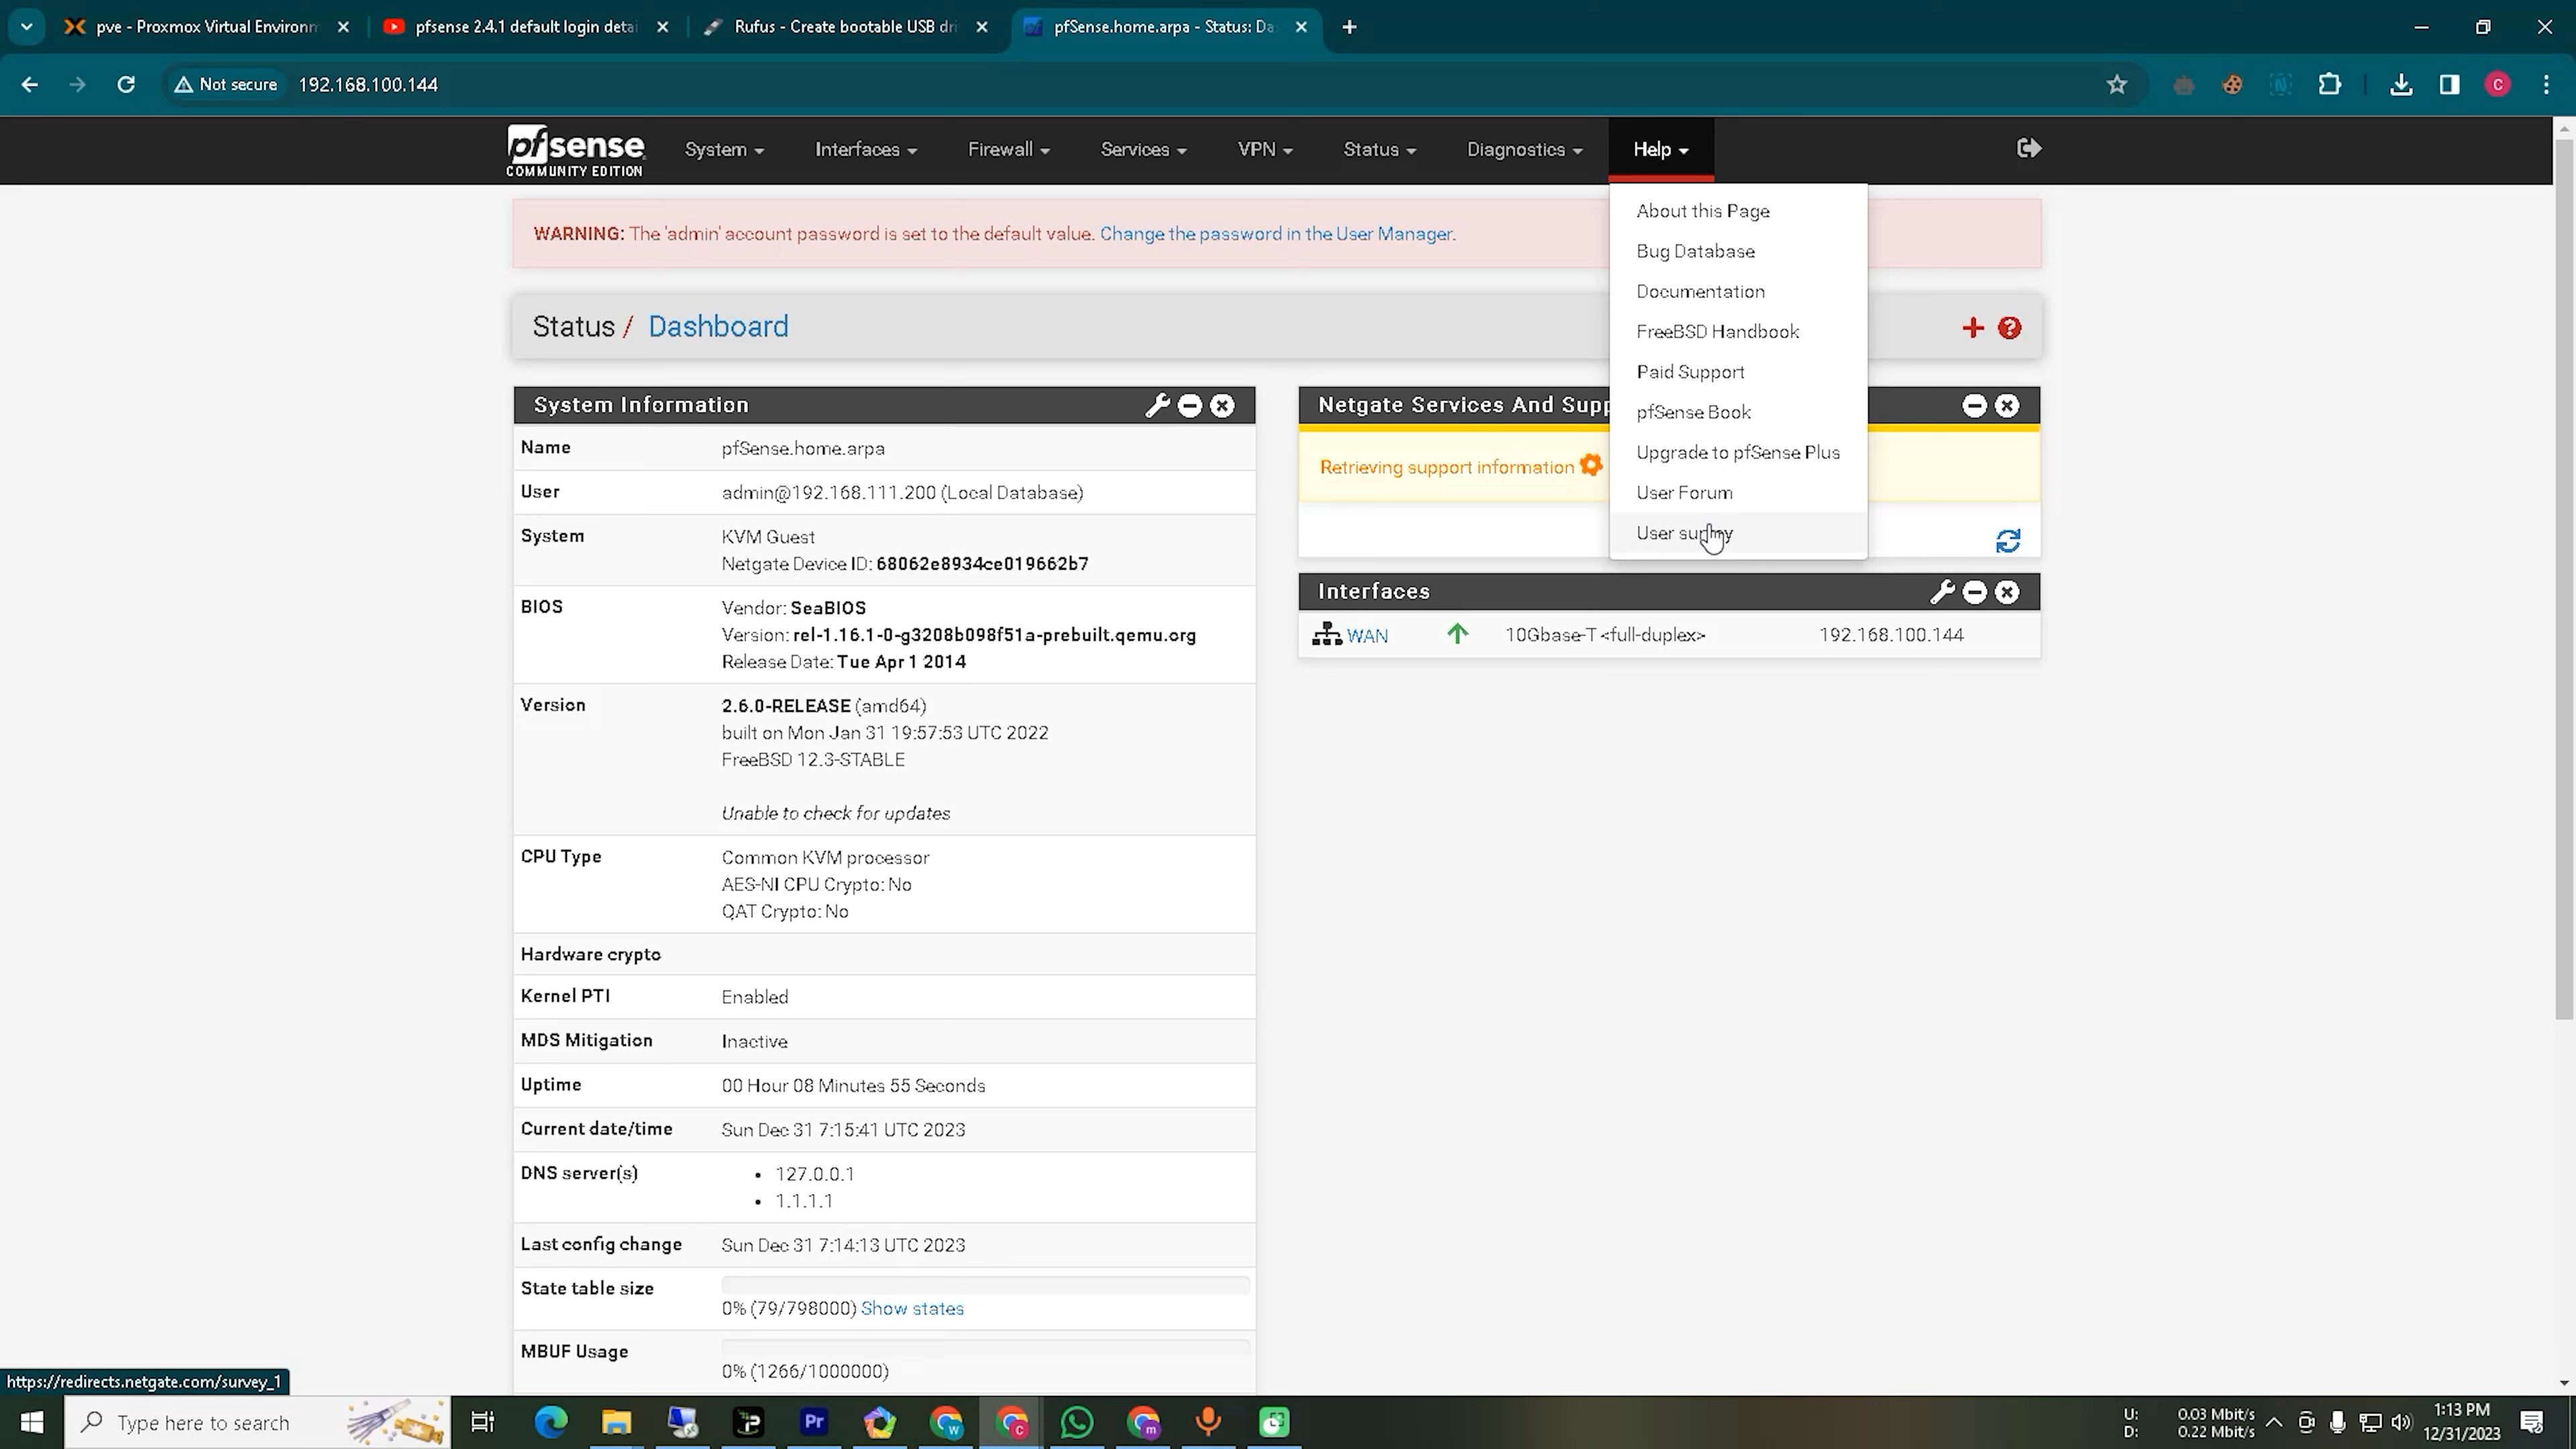 pve - Proxmox Virtual Environm
pfsense 2.4.1 default login detai
Rufus - Create bootable USB dri
pfSense.home.arpa - Status: Da
Not secure
192.168.100.144
C
pfsense
COMMUNITY EDITION
System
Interfaces
Firewall
Services
VPN
Status
Diagnostics
Help
WARNING: The 'admin' account password is set to the default value. Change the password in the User Manager.
About this Page
Bug Database
Documentation
FreeBSD Handbook
Paid Support
pfSense Book
Upgrade to pfSense Plus
User Forum
User survey
Status / Dashboard
System Information
Name pfSense.home.arpa
User admin@192.168.111.200 (Local Database)
System KVM Guest
Netgate Device ID: 68062e8934ce019662b7
BIOS Vendor: SeaBIOS
Version: rel-1.16.1-0-g3208b098f51a-prebuilt.qemu.org
Release Date: Tue Apr 1 2014
Version 2.6.0-RELEASE (amd64)
built on Mon Jan 31 19:57:53 UTC 2022
FreeBSD 12.3-STABLE
Unable to check for updates
CPU Type Common KVM processor
AES-NI CPU Crypto: No
QAT Crypto: No
Hardware crypto
Kernel PTI Enabled
MDS Mitigation Inactive
Uptime 00 Hour 08 Minutes 55 Seconds
Current date/time Sun Dec 31 7:15:41 UTC 2023
DNS server(s) • 127.0.0.1
• 1.1.1.1
Last config change Sun Dec 31 7:14:13 UTC 2023
State table size
0% (79/798000) Show states
MBUF Usage
0% (1266/1000000)
Netgate Services And Supp
Retrieving support information
Interfaces
WAN 10Gbase-T <full-duplex> 192.168.100.144
https://redirects.netgate.com/survey_1
Type here to search
Pr
W
C
m
U: 0.03 Mbit/s
D: 0.22 Mbit/s
1:13 PM
12/31/2023